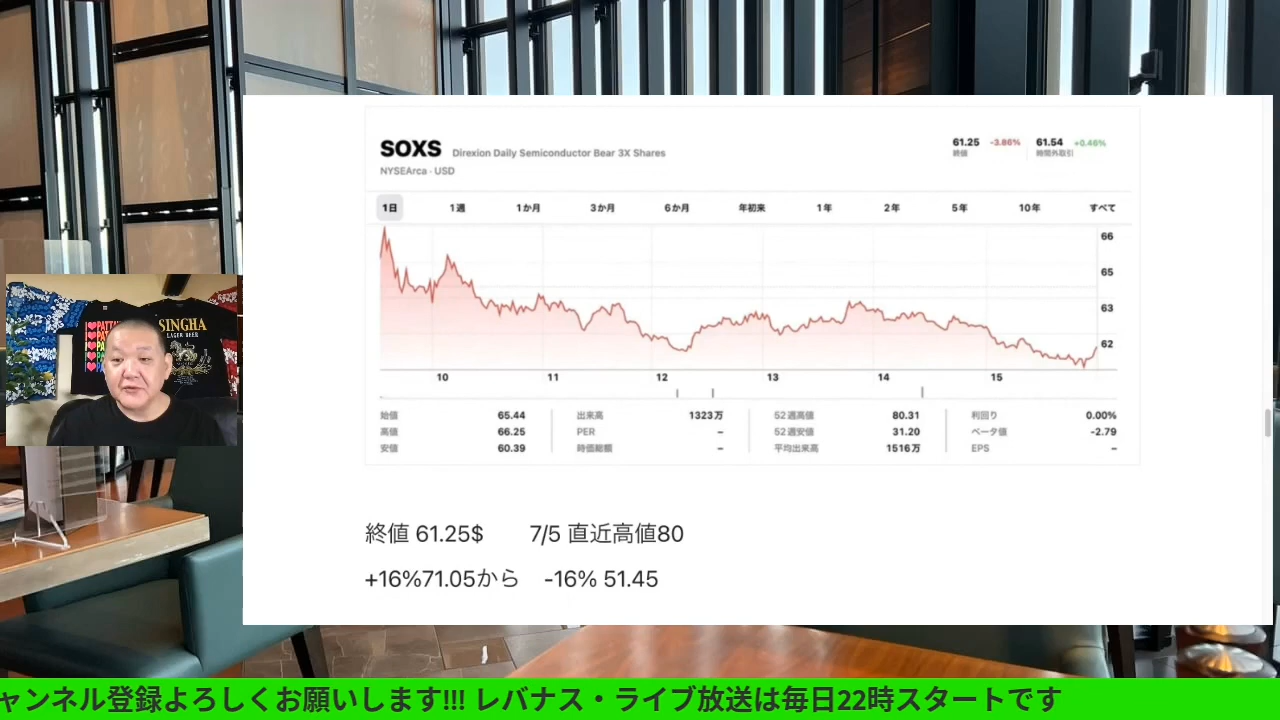 SOXS Direxion Daily Semiconductor Bear 3X Shares
NYSEArca · USD
61.25 -3.86% 61.54 +0.46%
終値 時間外取引
1日 1週 1か月 3か月 6か月 年初来 1年 2年 5年 10年 すべて
66
65
63
62
10 11 12 13 14 15
始値 65.44 出来高 1323万 52週高値 80.31 利回り 0.00%
高値 66.25 PER – 52週安値 31.20 ベータ値 -2.79
安値 60.39 時価総額 – 平均出来高 1516万 EPS –
終値 61.25$ 7/5 直近高値80
+16%71.05から -16% 51.45
SINGHA
LAGER BEER
ャンネル登録よろしくお願いします!!! レバナス・ライブ放送は毎日22時スタートです